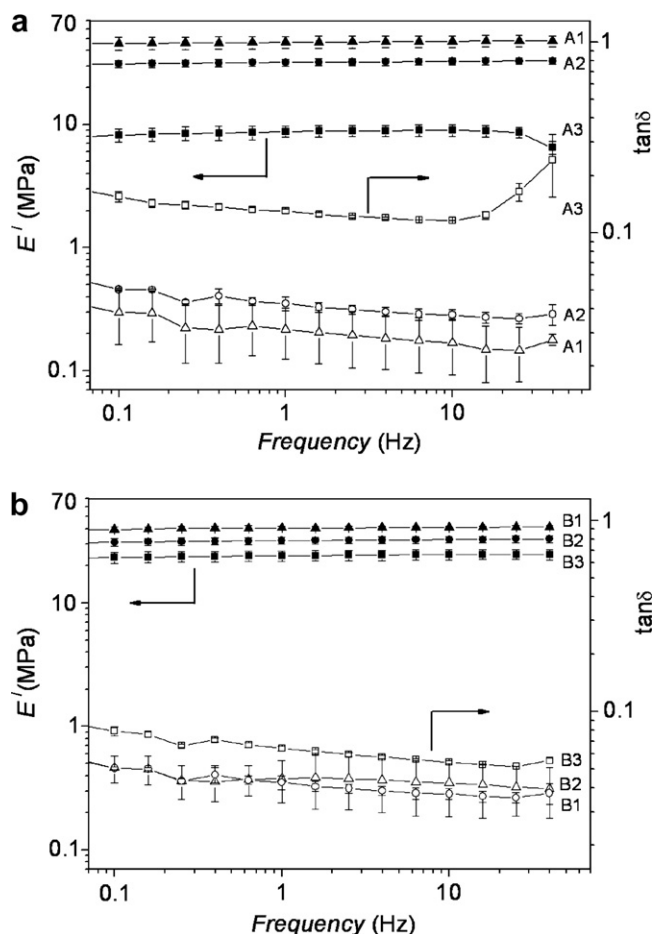 a
70
10
1
0.1
E' (MPa)
A1
A2
A3
A3
A2
A1
1
0.1
tanδ
0.1
1
10
Frequency (Hz)
b
70
10
1
0.1
E' (MPa)
B1
B2
B3
B3
B2
B1
1
0.1
tanδ
0.1
1
10
Frequency (Hz)